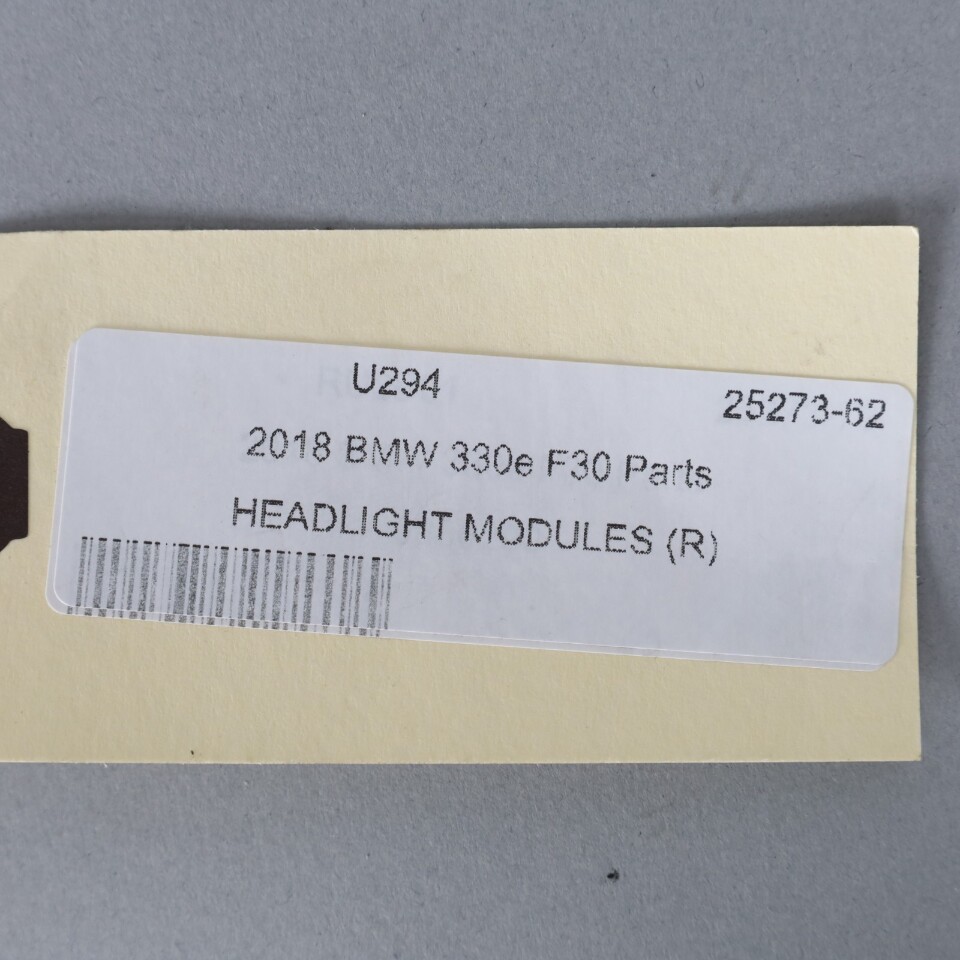 U294 25273-62
2018 BMW 330e F30 Parts
HEADLIGHT MODULES (R)